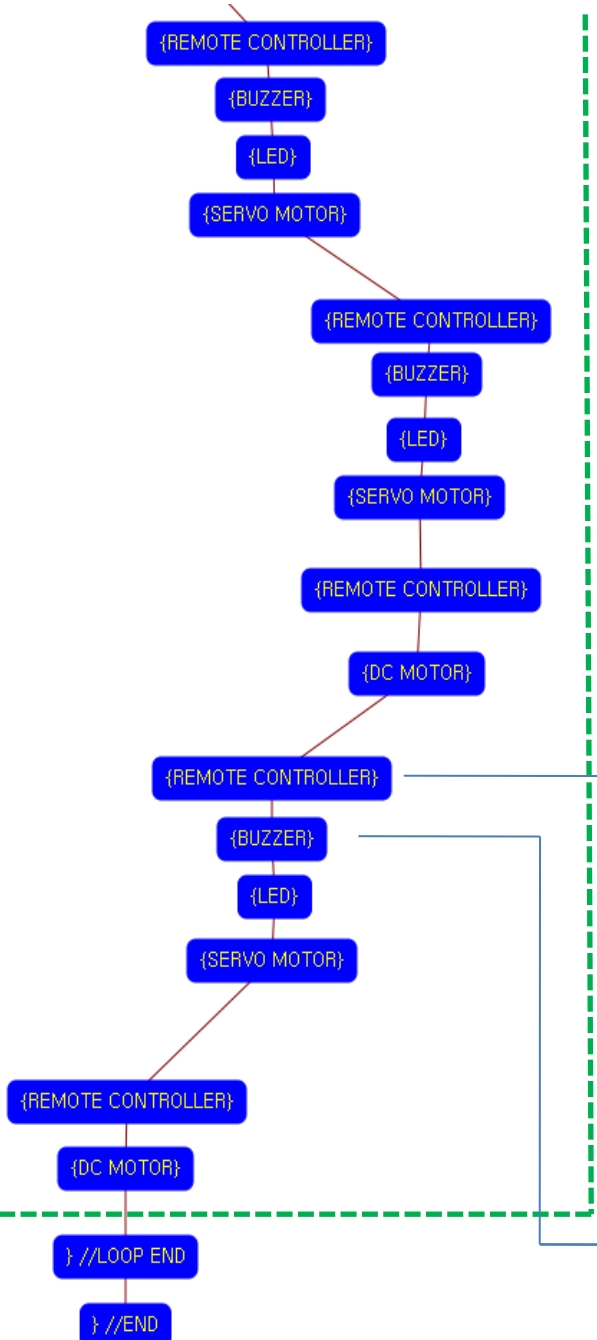 {REMOTE CONTROLLER}
{BUZZER}
{LED}
{SERVO MOTOR}
{REMOTE CONTROLLER}
{BUZZER}
{LED}
{SERVO MOTOR}
{REMOTE CONTROLLER}
{DC MOTOR}
{REMOTE CONTROLLER}
{BUZZER}
{LED}
{SERVO MOTOR}
{REMOTE CONTROLLER}
{DC MOTOR}
} //LOOP END
} //END